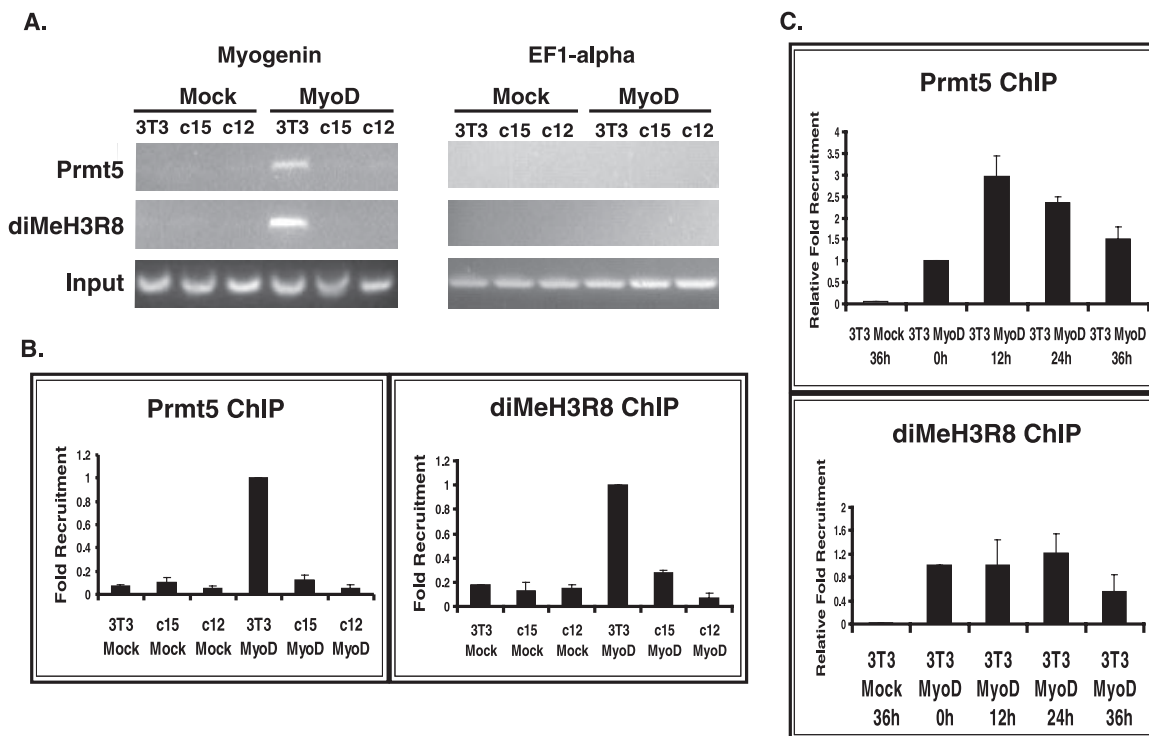 A.
Myogenin
EF1-alpha
Mock MyoD
Mock MyoD
3T3 c15 c12 3T3 c15 c12
3T3 c15 c12 3T3 c15 c12
Prmt5
diMeH3R8
Input
B.
Prmt5 ChIP
Fold Recruitment
1.2
1
0.8
0.6
0.4
0.2
0
3T3 c15 c12 3T3 c15 c12
Mock Mock Mock MyoD MyoD MyoD
diMeH3R8 ChIP
Fold Recruitment
1.2
1
0.8
0.6
0.4
0.2
0
3T3 c15 c12 3T3 c15 c12
Mock Mock Mock MyoD MyoD MyoD
C.
Prmt5 ChIP
Relative Fold Recruitment
4
3.5
3
2.5
2
1.5
1
0.5
0
3T3 Mock 3T3 MyoD 3T3 MyoD 3T3 MyoD 3T3 MyoD
36h 0h 12h 24h 36h
diMeH3R8 ChIP
Relative Fold Recruitment
2
1.6
1.2
0.8
0.4
0
3T3 3T3 3T3 3T3 3T3
Mock MyoD MyoD MyoD MyoD
36h 0h 12h 24h 36h